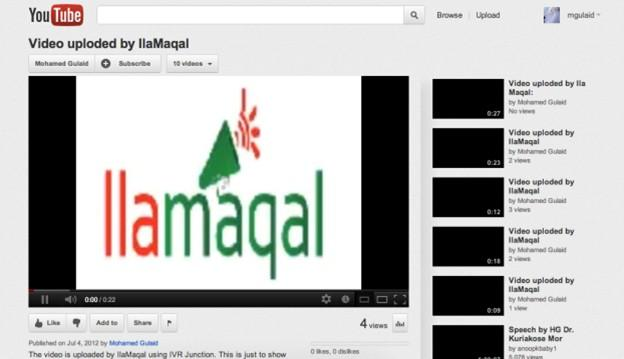 YouTube
Browse
Upload
mgulaid
Video uploded by IlaMaqal
Mohamed Gulaid
Subscribe
10 videos
Ilamaqal
0:00 / 0:22
Like
Add to
Share
4 views
Published on Jul 4, 2012 by Mohamed Gulaid
The video is uploaded by IlaMaqal using IVR Junction. This is just to show
0 likes, 0 dislikes
0:27
Video uploded by Ila
Maqal:
by Mohamed Gulaid
No views
0:23
Video uploded by
IlaMaqal
by Mohamed Gulaid
2 views
0:12
Video uploded by
IlaMaqal
by Mohamed Gulaid
3 views
0:18
Video uploded by
IlaMaqal
by Mohamed Gulaid
2 views
0:09
Video uploded by
IlaMaqal
by Mohamed Gulaid
1 view
Speech by HG Dr.
Kuriakose Mor
by anoopkbaby1